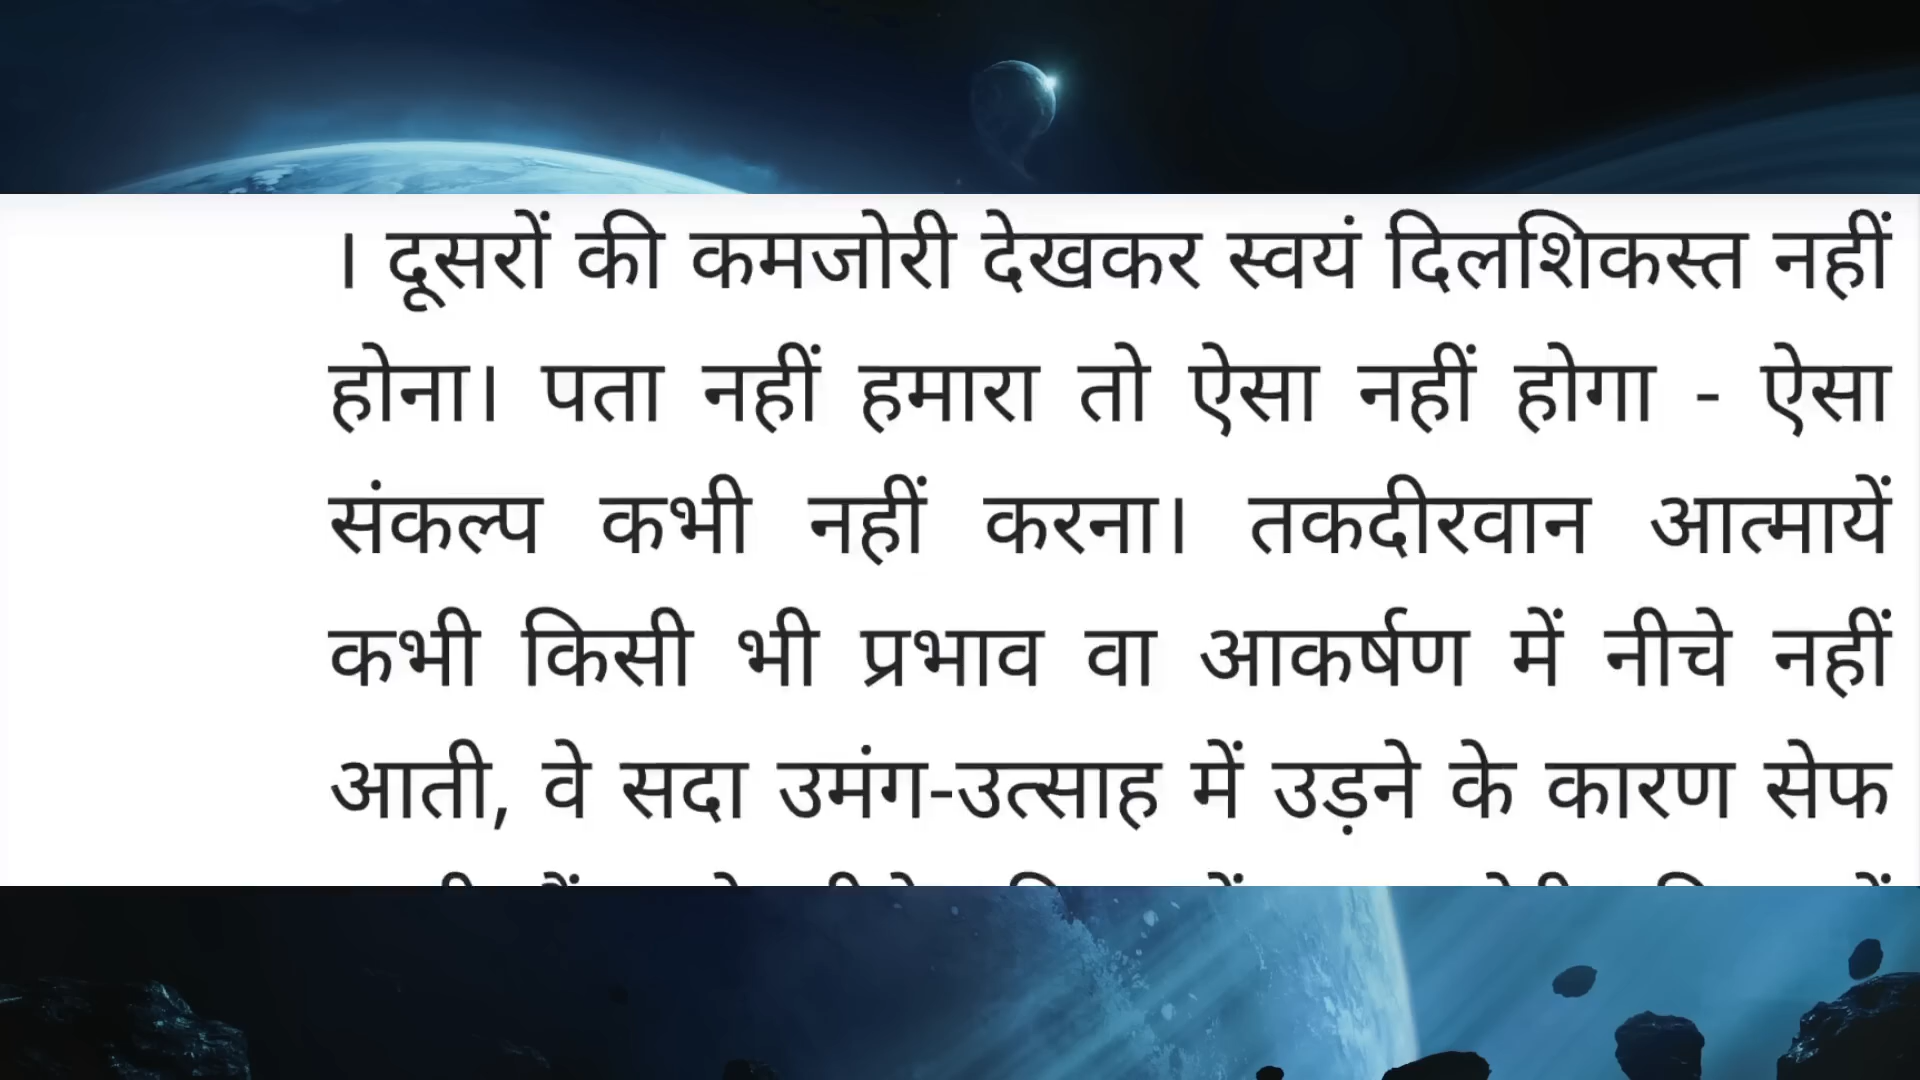 । दूसरों की कमजोरी देखकर स्वयं दिलशिकस्त नहीं
होना। पता नहीं हमारा तो ऐसा नहीं होगा - ऐसा
संकल्प कभी नहीं करना। तकदीरवान आत्मायें
कभी किसी भी प्रभाव वा आकर्षण में नीचे नहीं
आती, वे सदा उमंग-उत्साह में उड़ने के कारण सेफ